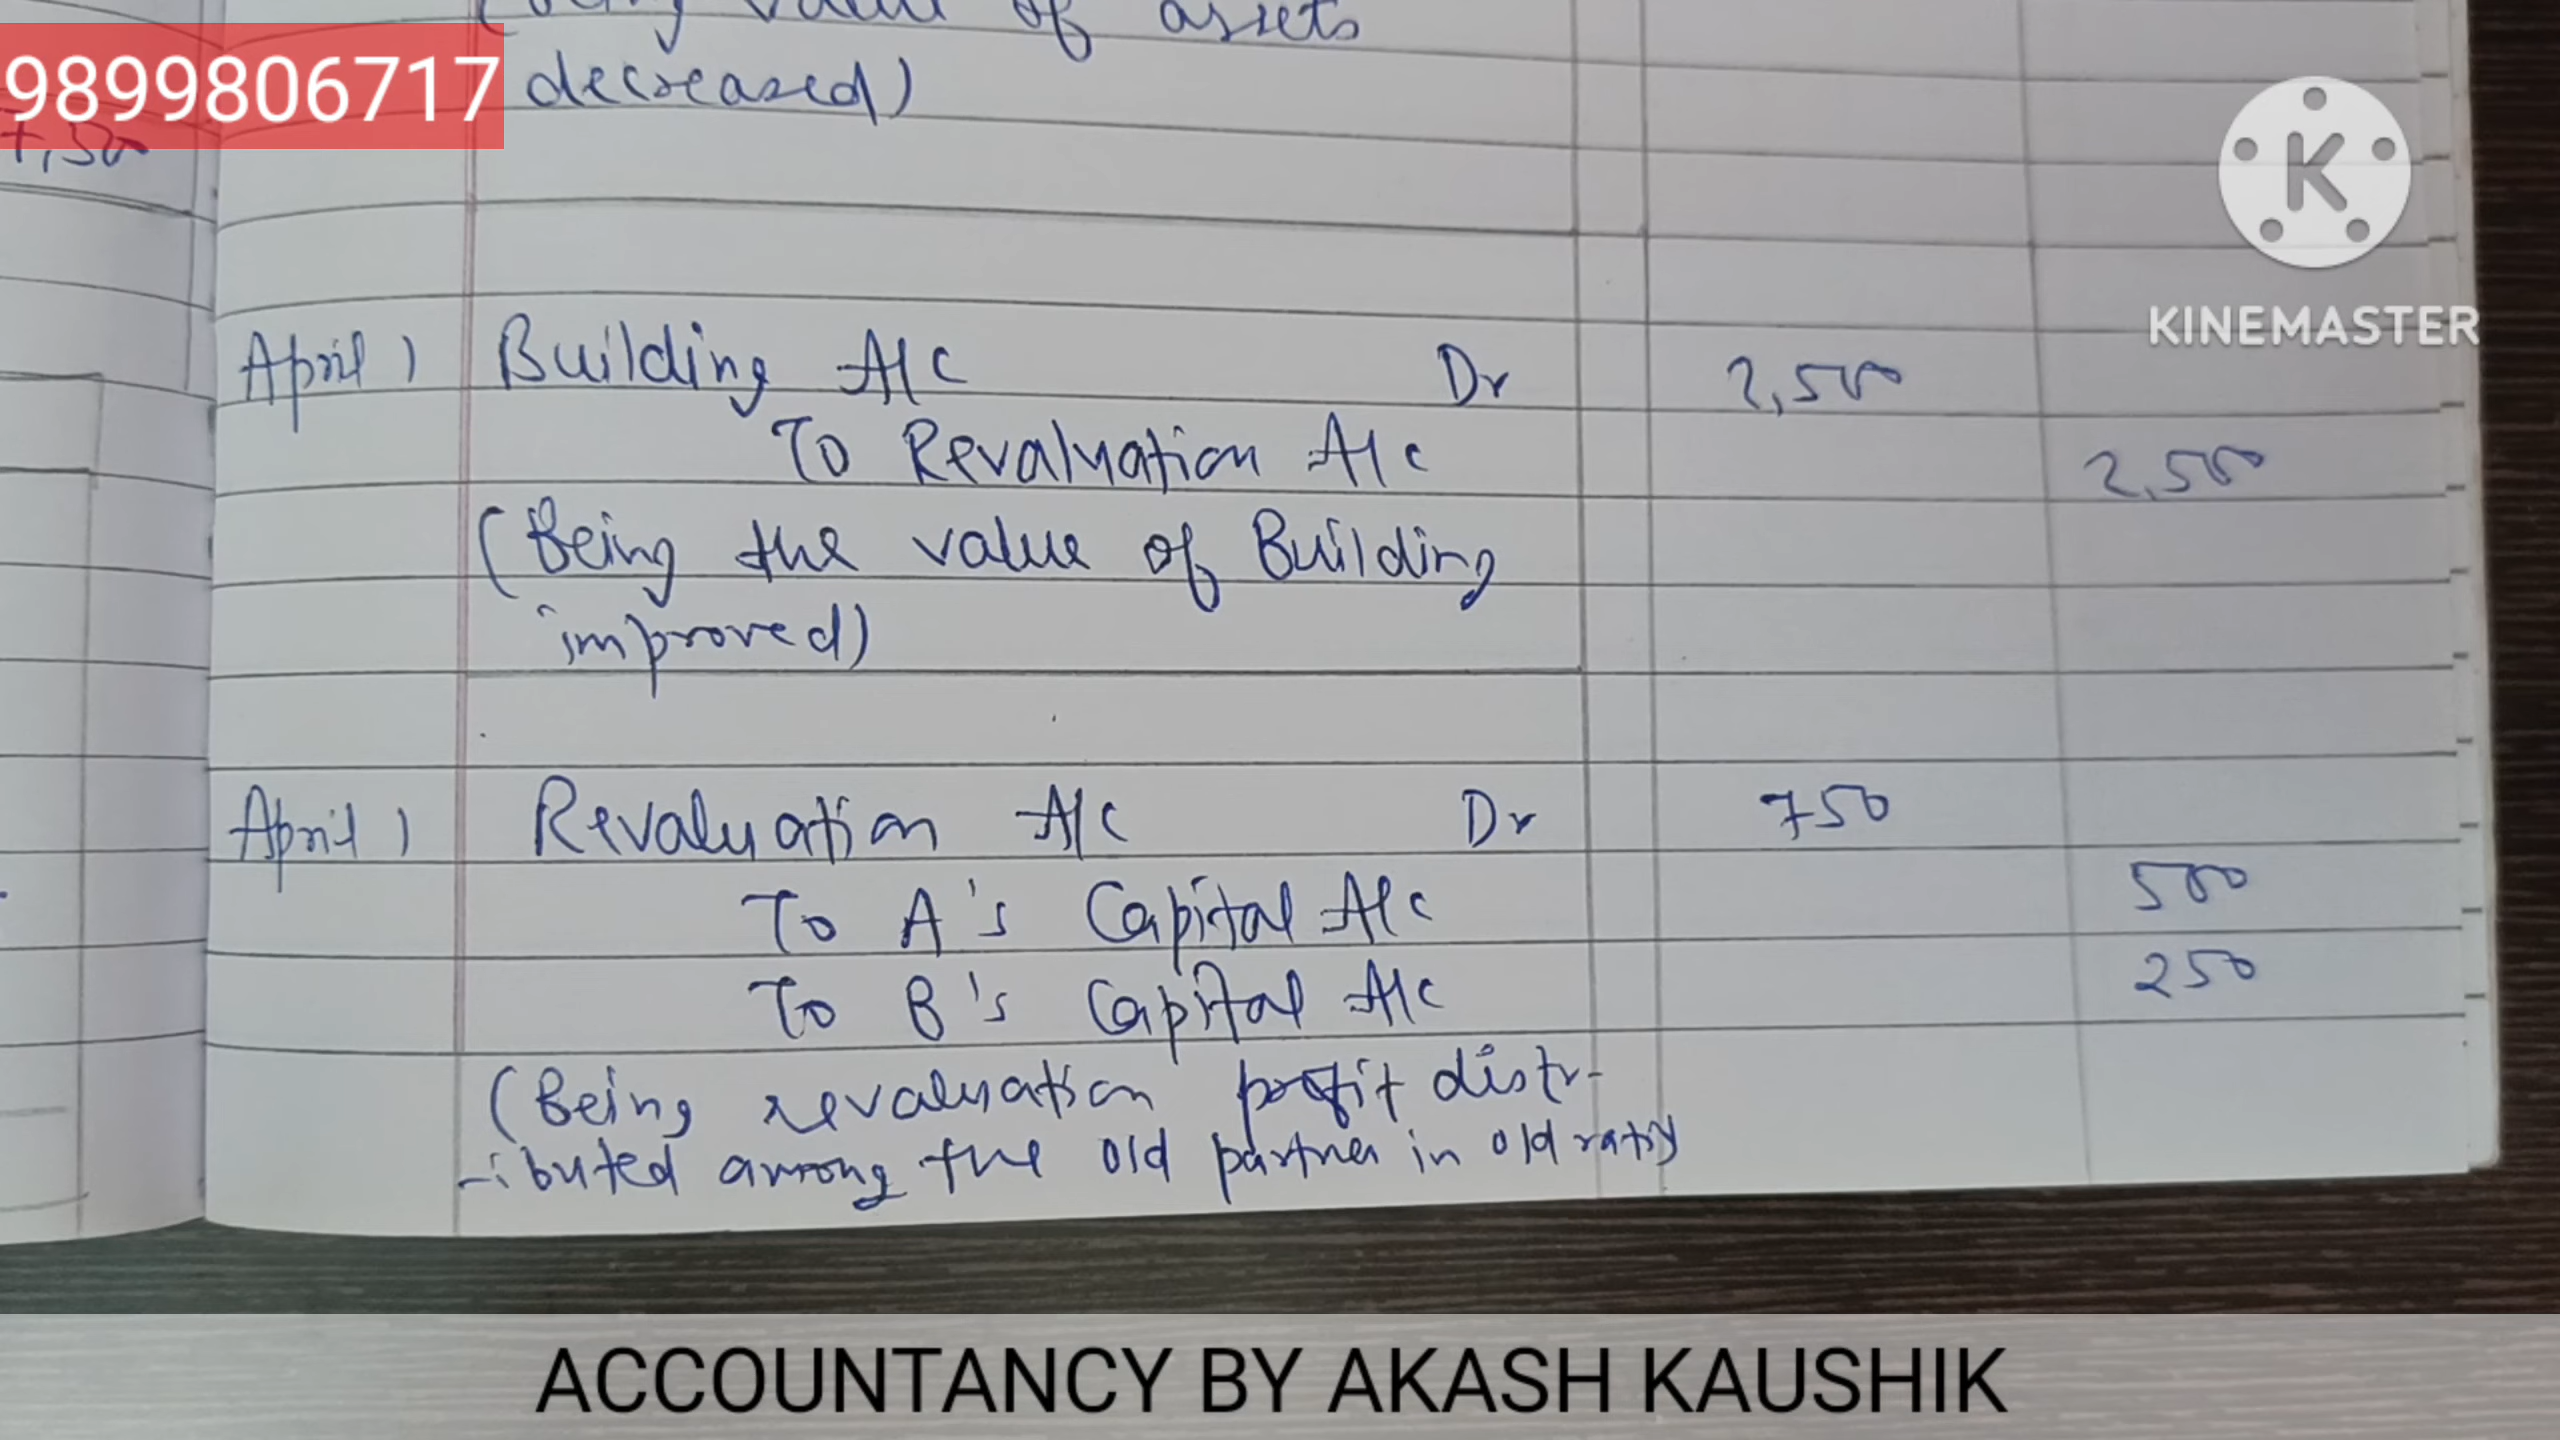 of assets
9899806717
decreased)
April 1 Building A/c Dr 2,500
To Revaluation A/c 2,500
(Being the value of Building
improved)
April 1 Revaluation A/c Dr 750
To A's Capital A/c 500
To B's Capital A/c 250
(Being revaluation profit distr-
-ibuted among the old partner in old ratio)
K
KINEMASTER
ACCOUNTANCY BY AKASH KAUSHIK